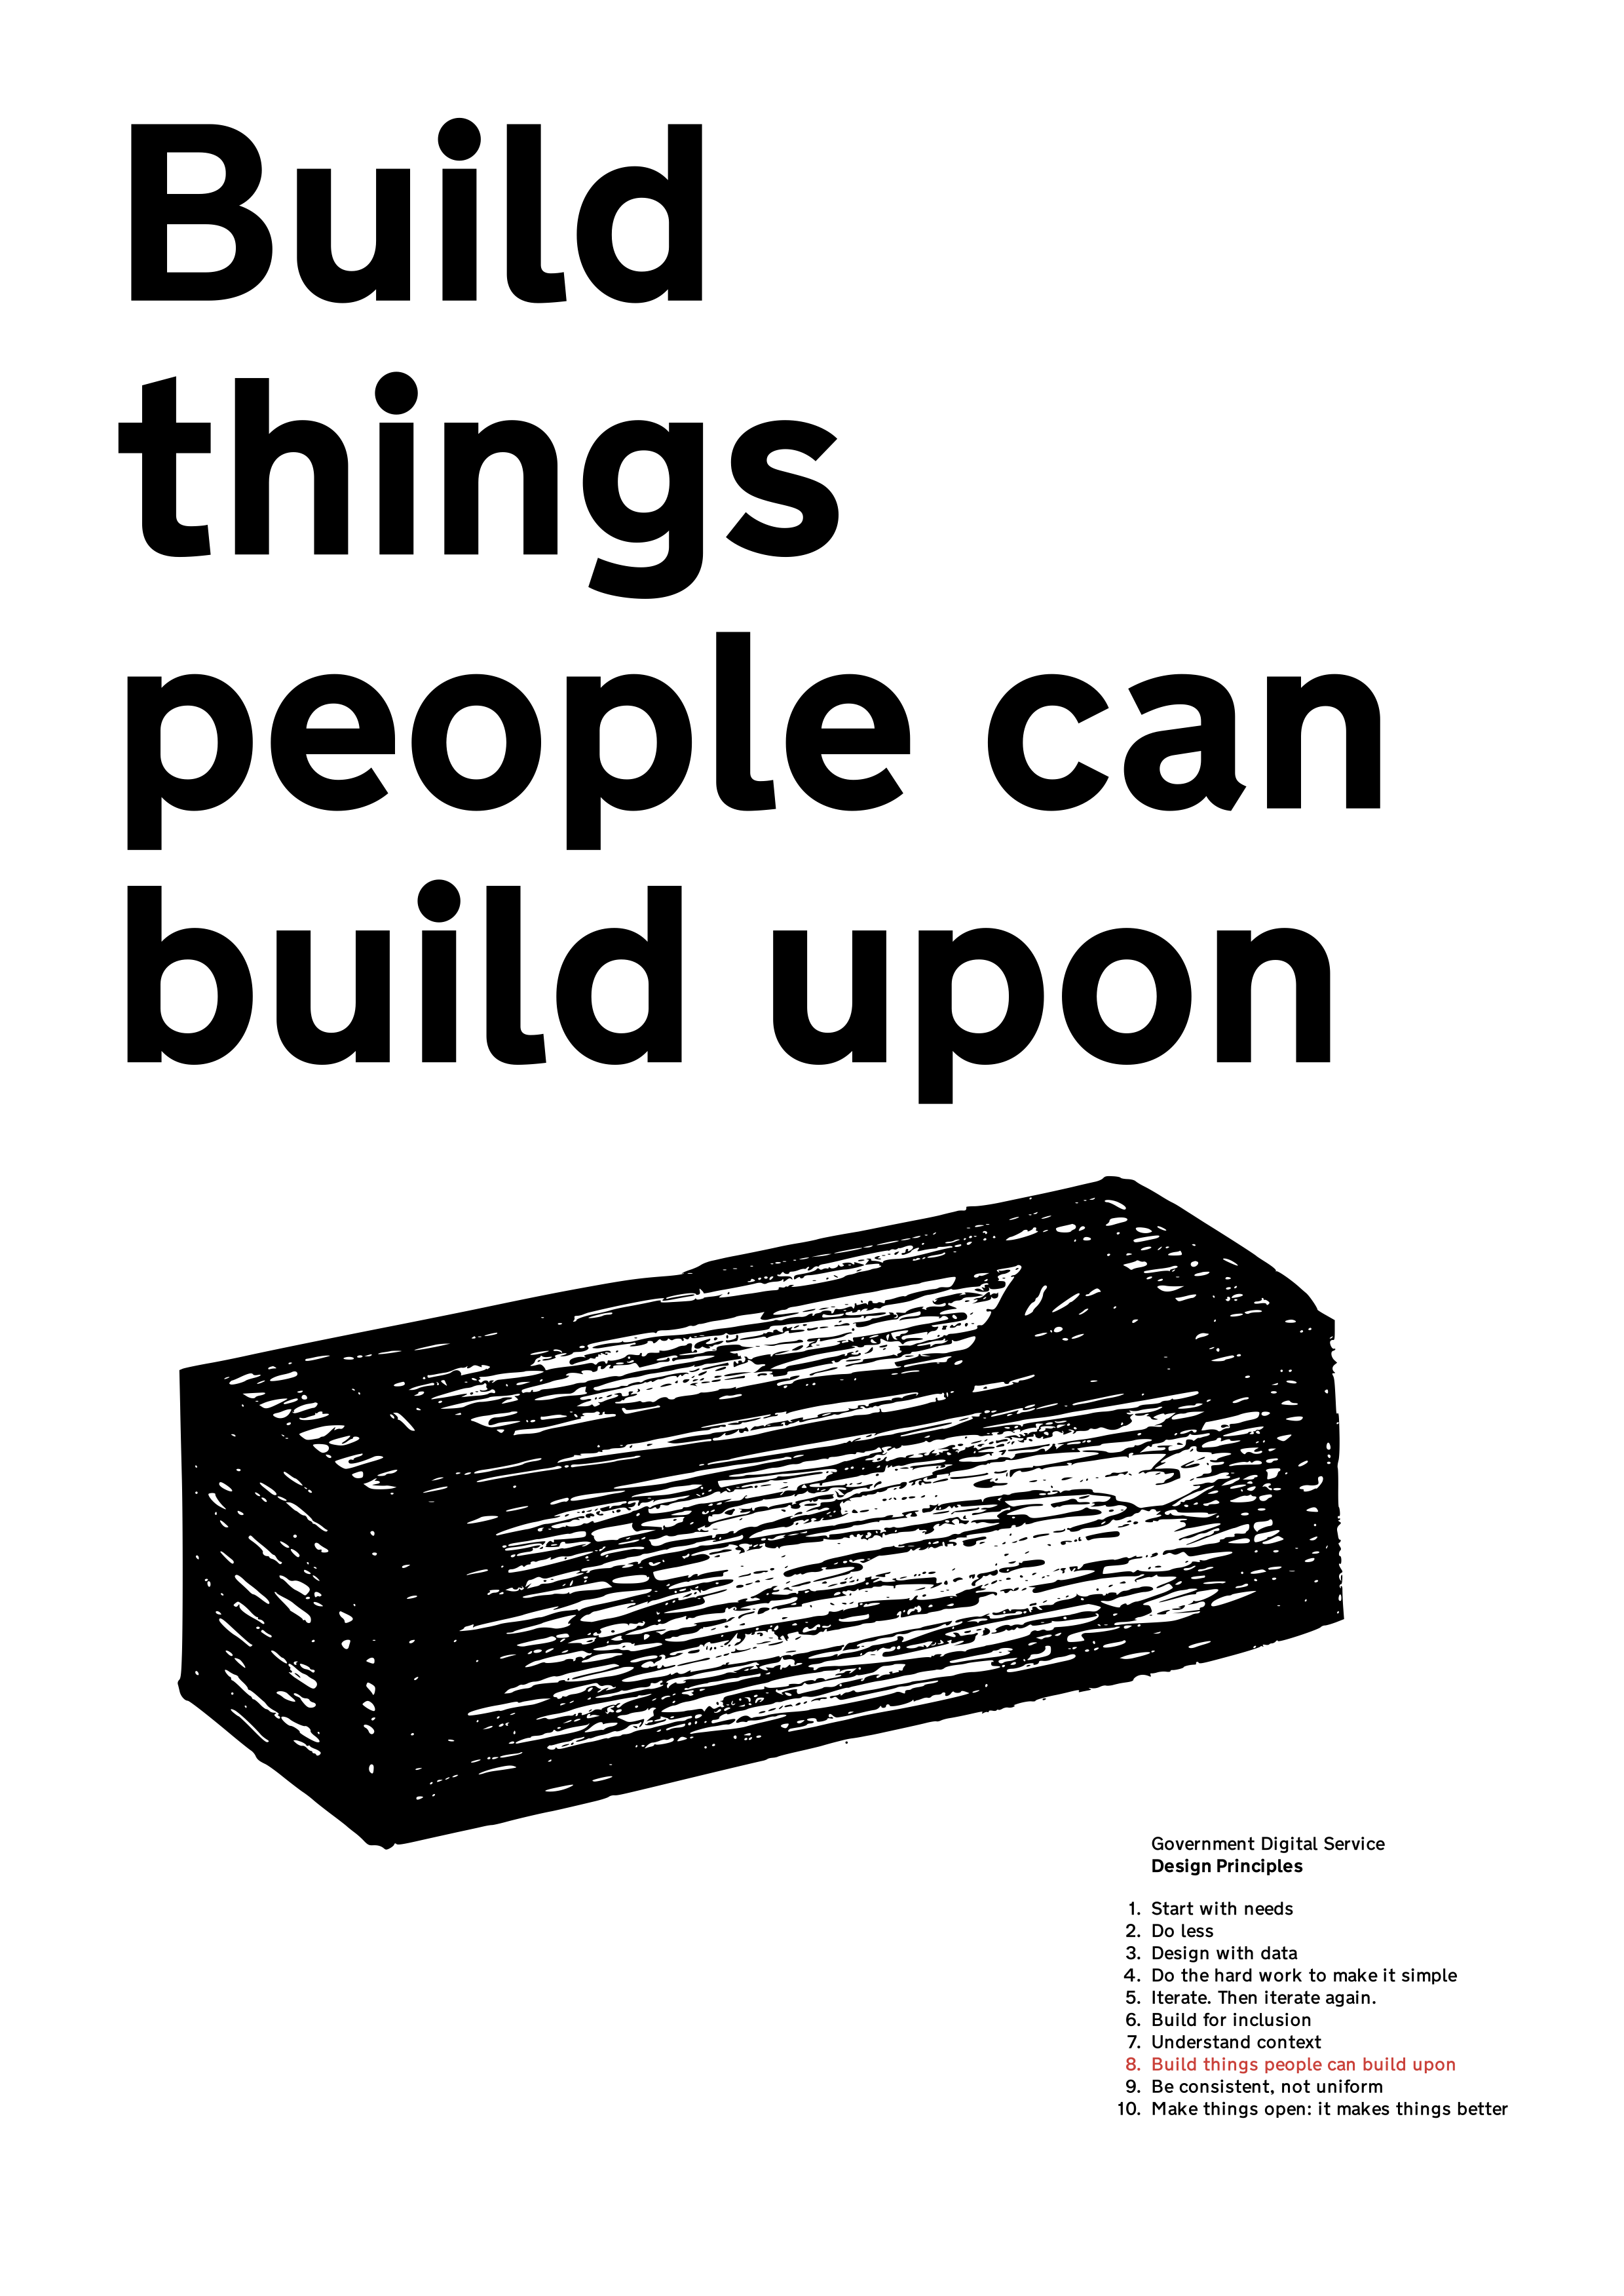 Build
things
people can
build upon
Government Digital Service
Design Principles
1. Start with needs
2. Do less
3. Design with data
4. Do the hard work to make it simple
5. Iterate. Then iterate again.
6. Build for inclusion
7. Understand context
8. Build things people can build upon
9. Be consistent, not uniform
10. Make things open: it makes things better